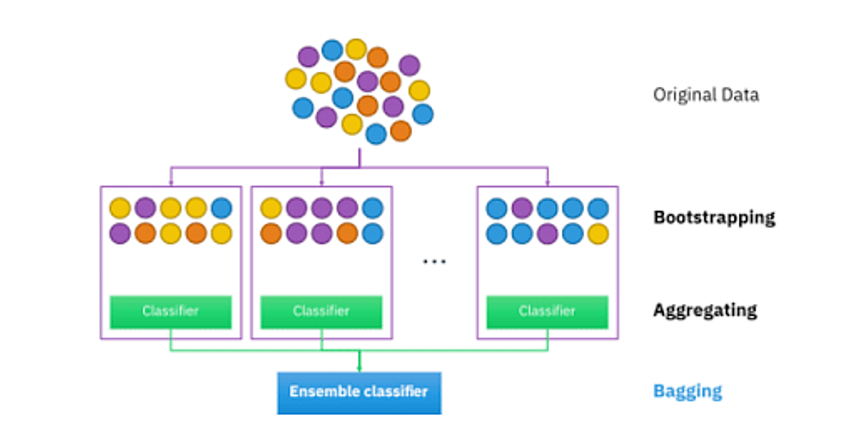 Original Data
Bootstrapping
...
Classifier Classifier Classifier
Aggregating
Ensemble classifier
Bagging